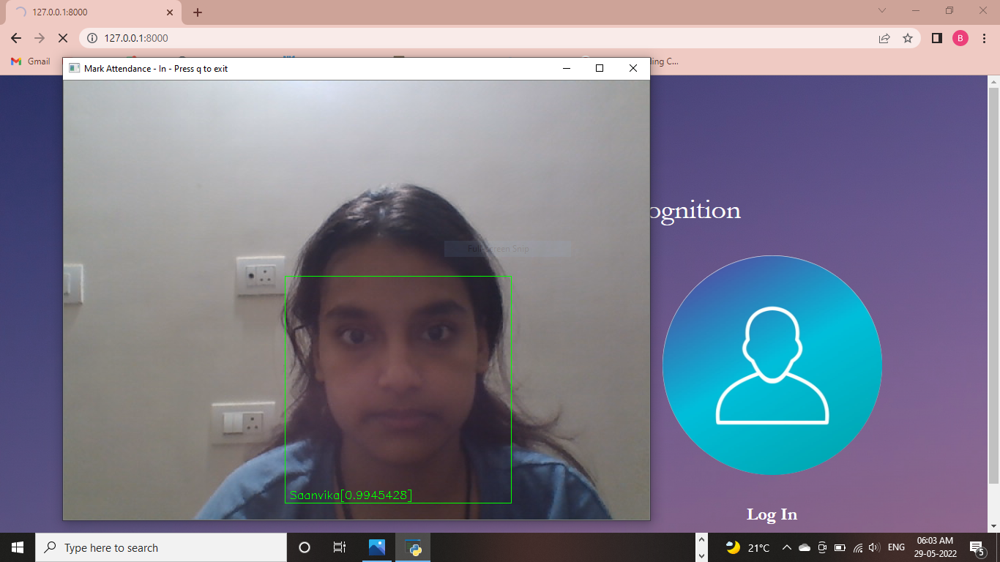 127.0.0.1:8000
127.0.0.1:8000
B
Gmail
ling C...
Mark Attendance - In - Press q to exit
ognition
Full-screen Snip
Saanvika[0.9945428]
Log In
Type here to search
21°C
ENG
06:03 AM
29-05-2022
5